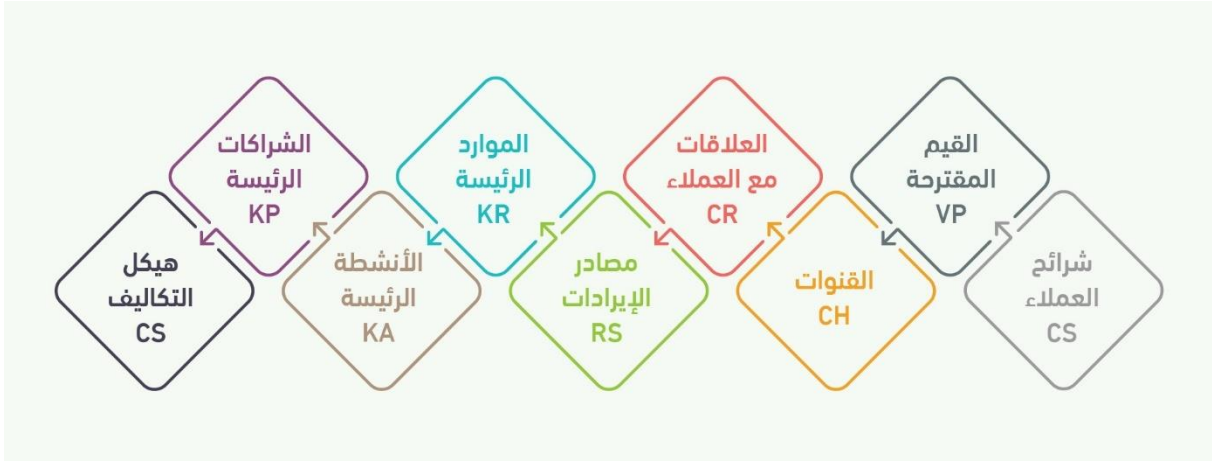 شرائح
العملاء
CS
القيم
المقترحة
VP
القنوات
CH
العلاقات
مع العملاء
CR
مصادر
الإيرادات
RS
الموارد
الرئيسة
KR
الأنشطة
الرئيسة
KA
الشراكات
الرئيسة
KP
هيكل
التكاليف
CS